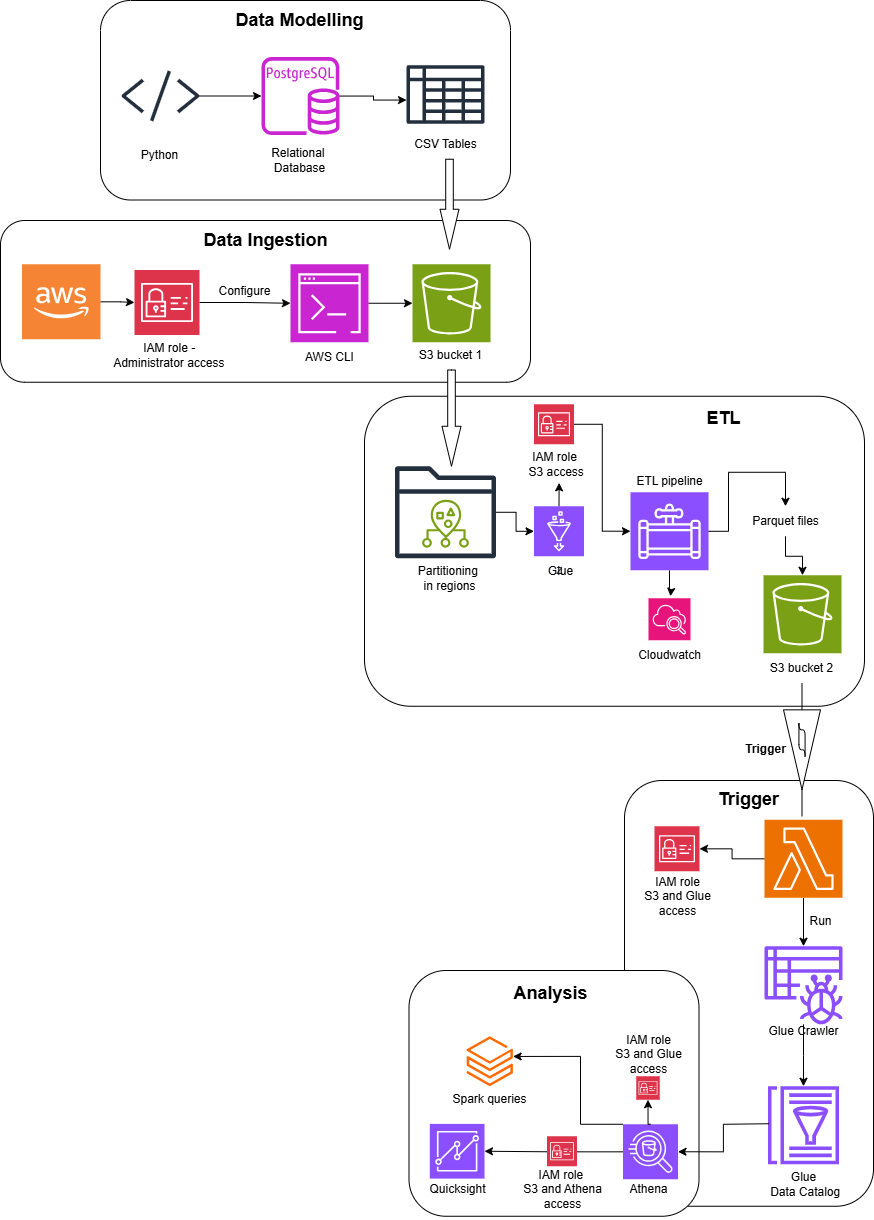 Data Modelling
PostgreSQL
Python
Relational
Database
CSV Tables
Data Ingestion
aws
Configure
IAM role -
Administrator access
AWS CLI
S3 bucket 1
ETL
IAM role
S3 access
ETL pipeline
Parquet files
Partitioning
in regions
Glue
Cloudwatch
S3 bucket 2
Trigger
Trigger
IAM role
S3 and Glue
access
Run
Glue Crawler
Analysis
IAM role
S3 and Glue
access
Spark queries
Quicksight
IAM role
S3 and Athena
access
Athena
Glue
Data Catalog